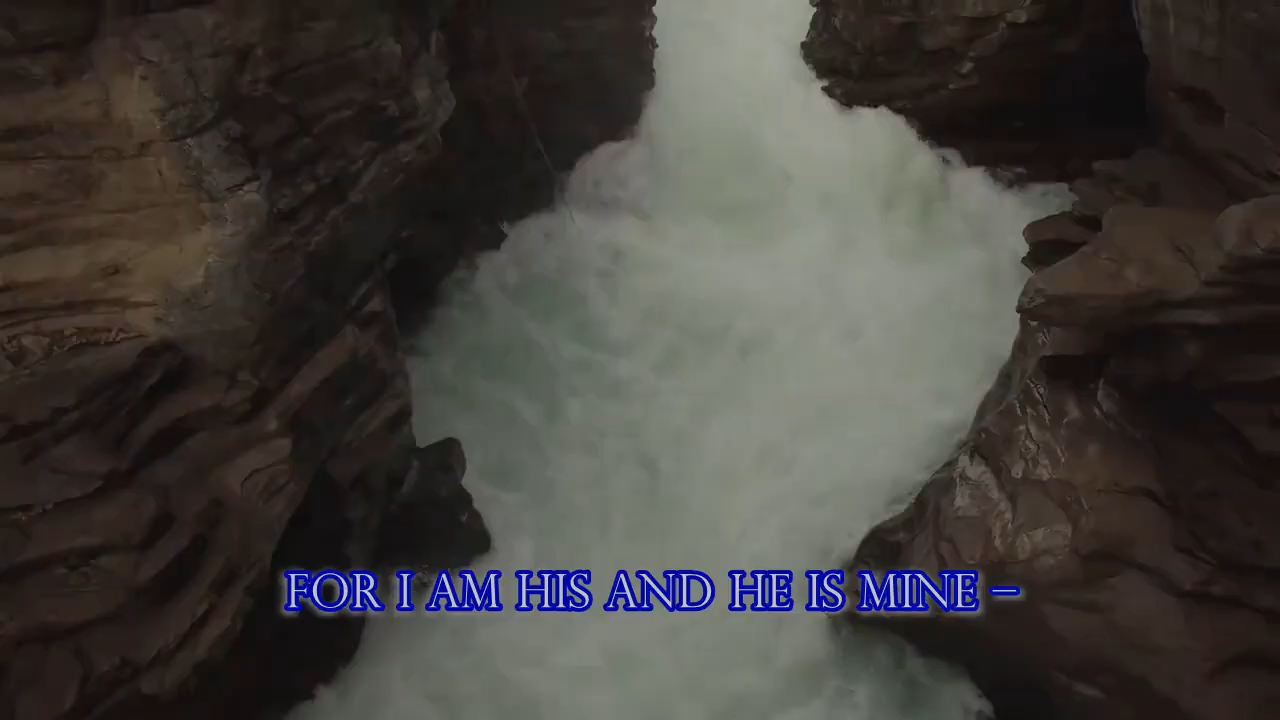 FOR I AM HIS AND HE IS MINE –